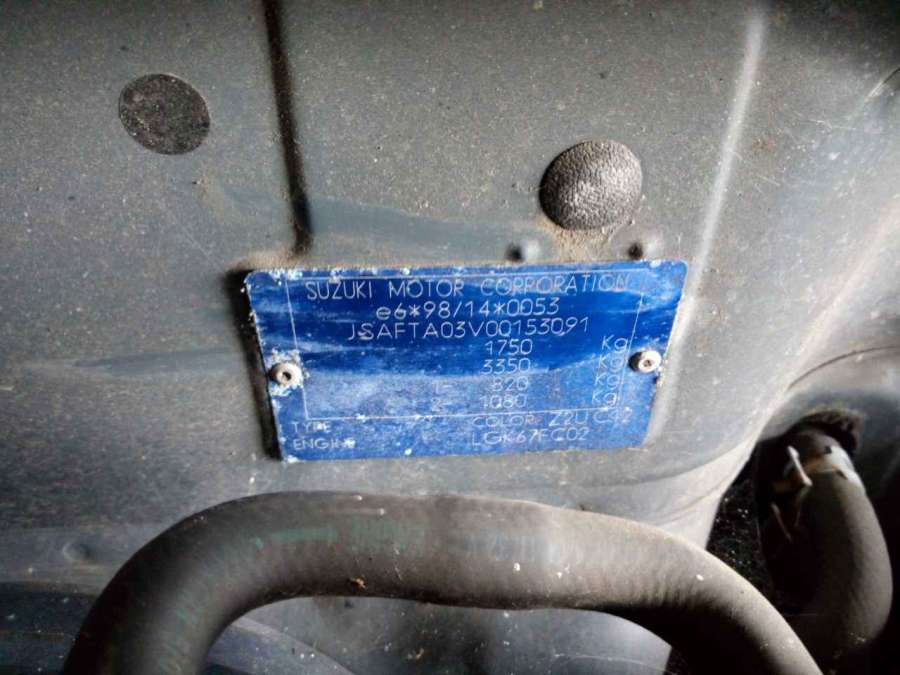 SUZUKI MOTOR CORPORATION
e6*98/14*0053
JSAFTA03V00153091
1750 Kg
3350 Kg
1- 820 Kg
2- 1080 Kg
TYPE COLOR Z2U
ENGINE